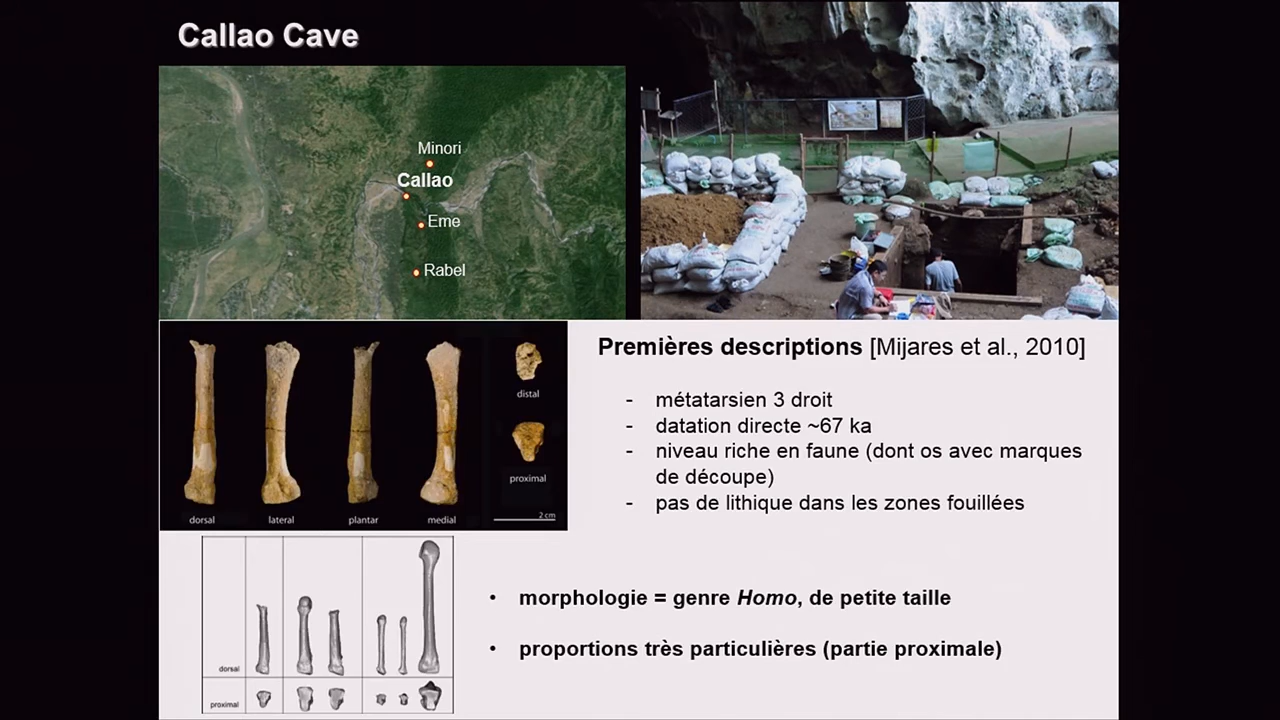 Callao Cave
Minori
Callao
Eme
Rabel
dorsal
lateral
plantar
medial
distal
proximal
2 cm
Premières descriptions [Mijares et al., 2010]
- métatarsien 3 droit
- datation directe ~67 ka
- niveau riche en faune (dont os avec marques
de découpe)
- pas de lithique dans les zones fouillées
dorsal
proximal
• morphologie = genre Homo, de petite taille
• proportions très particulières (partie proximale)